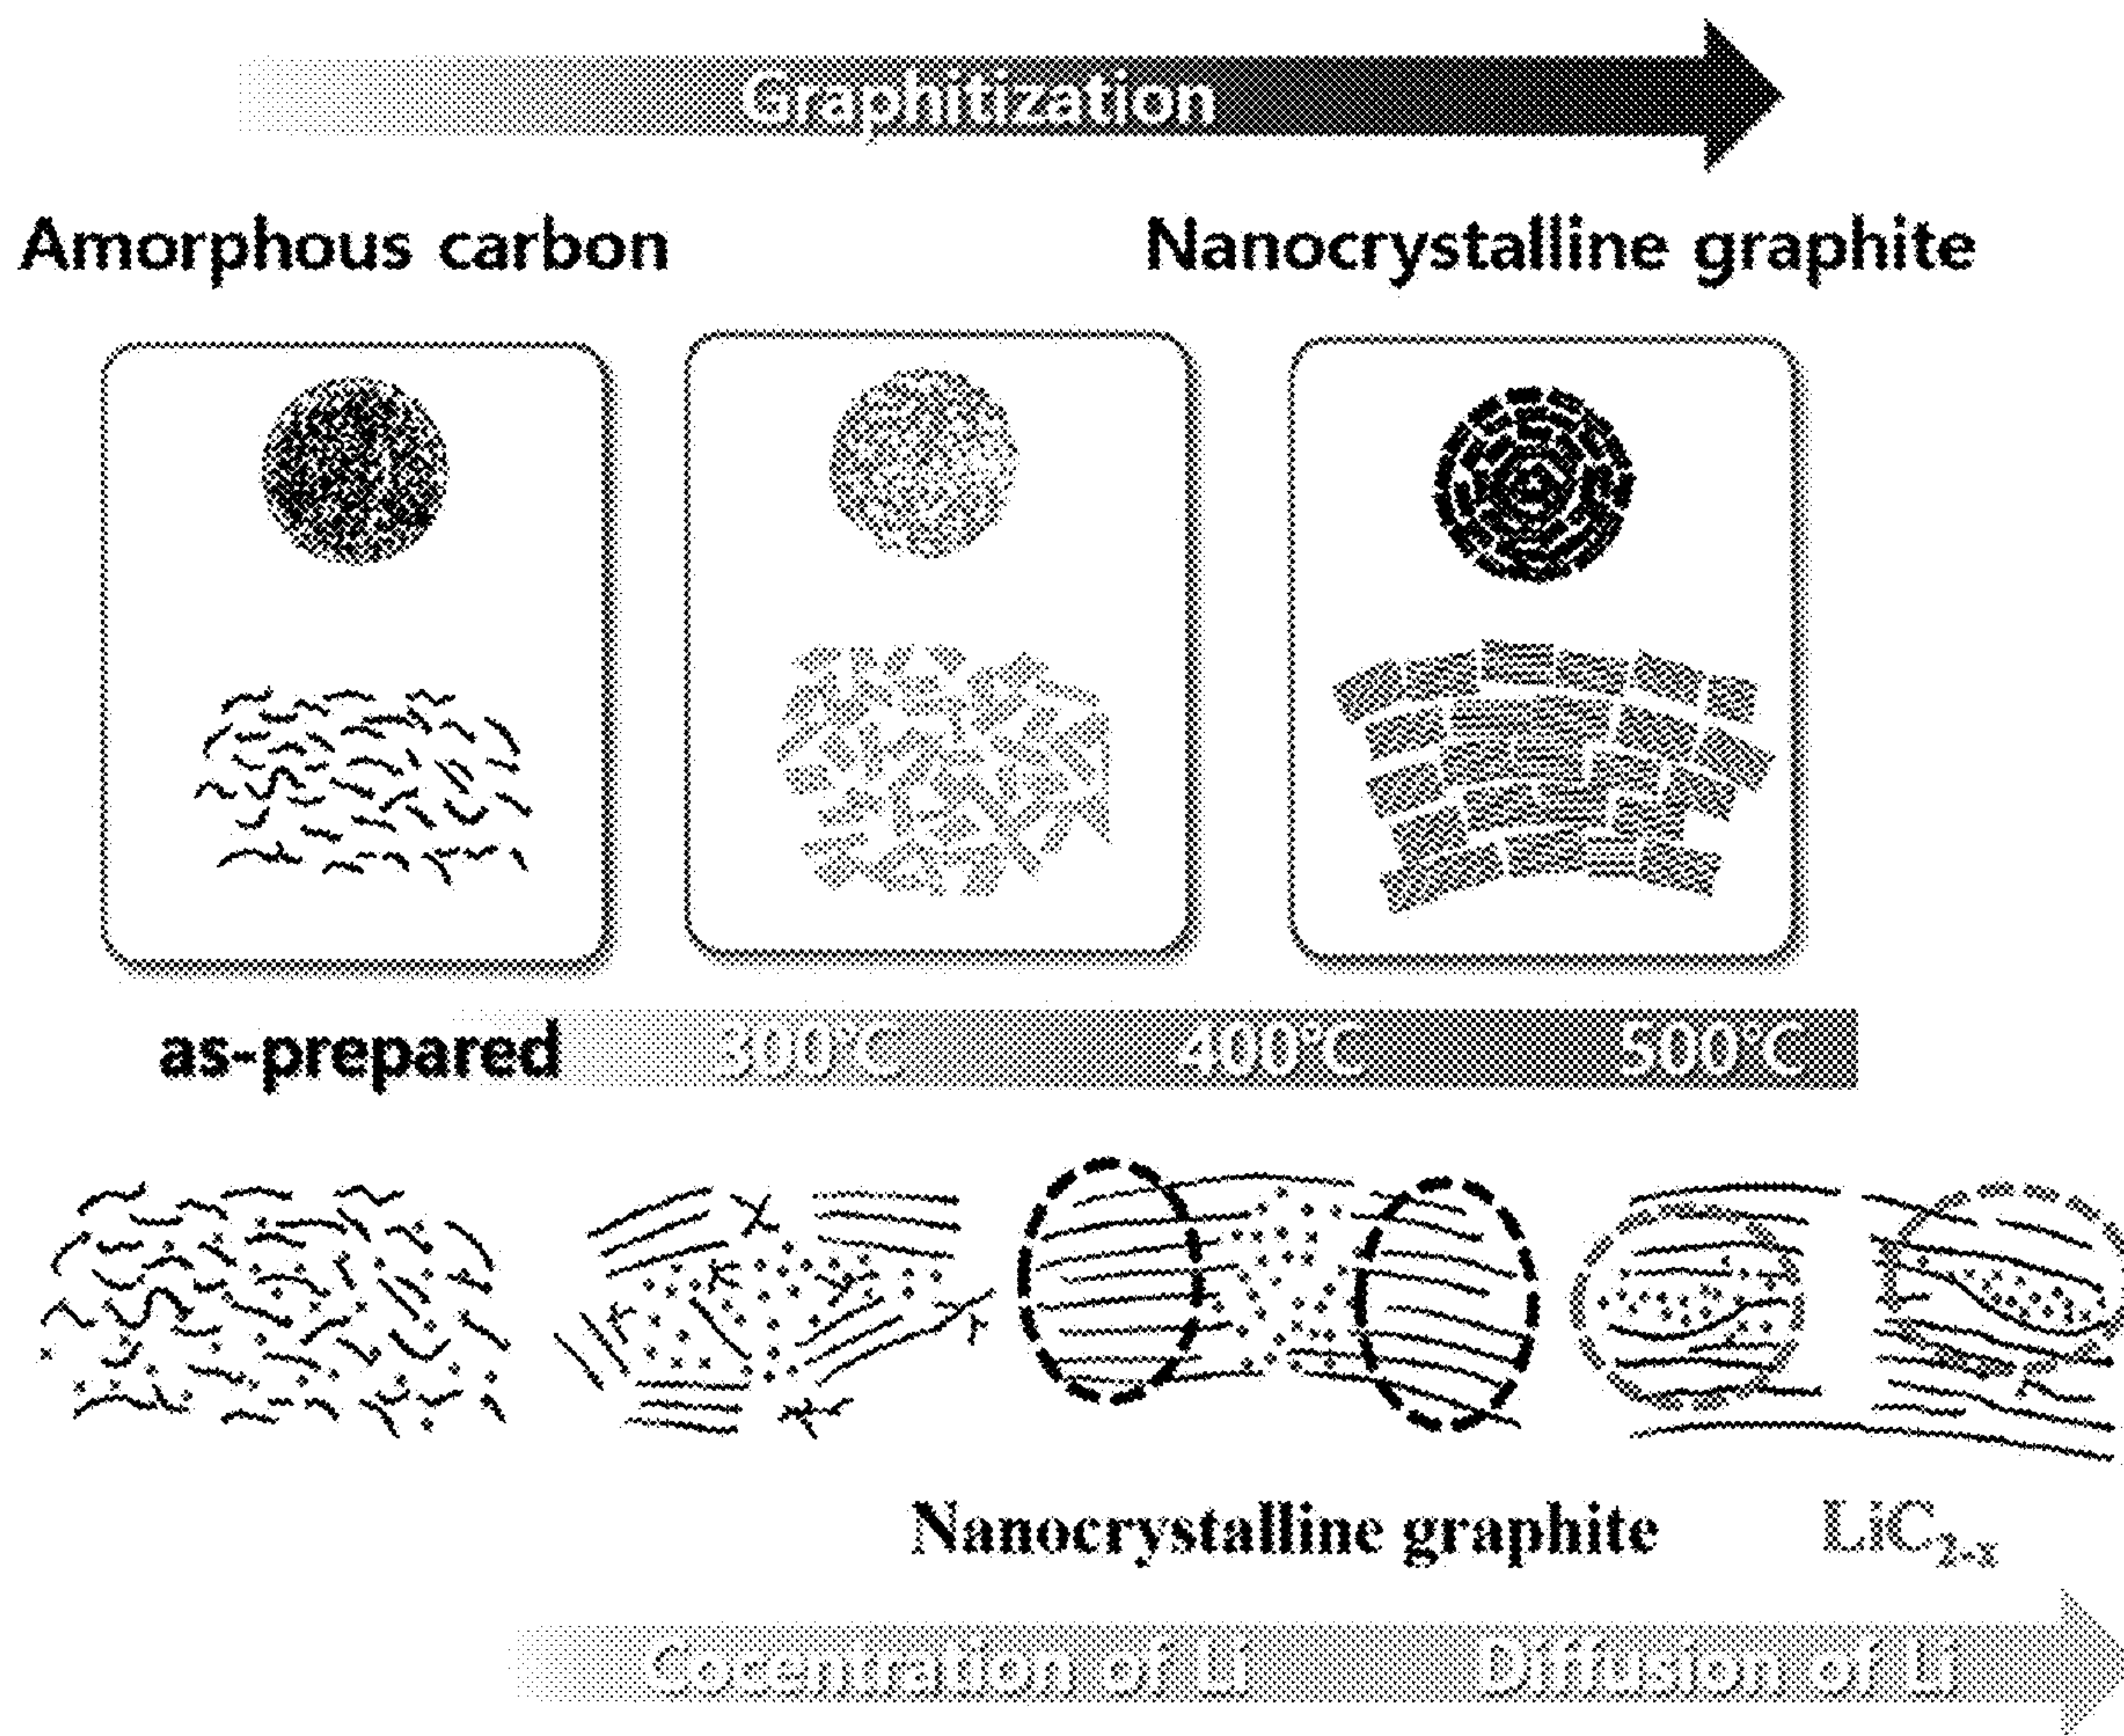 Graphitization
Amorphous carbon
Nanocrystalline graphite
as-prepared 300°C 400°C 500°C
Nanocrystalline graphite LiC2-x
Cocentration of Li Diffusion of Li